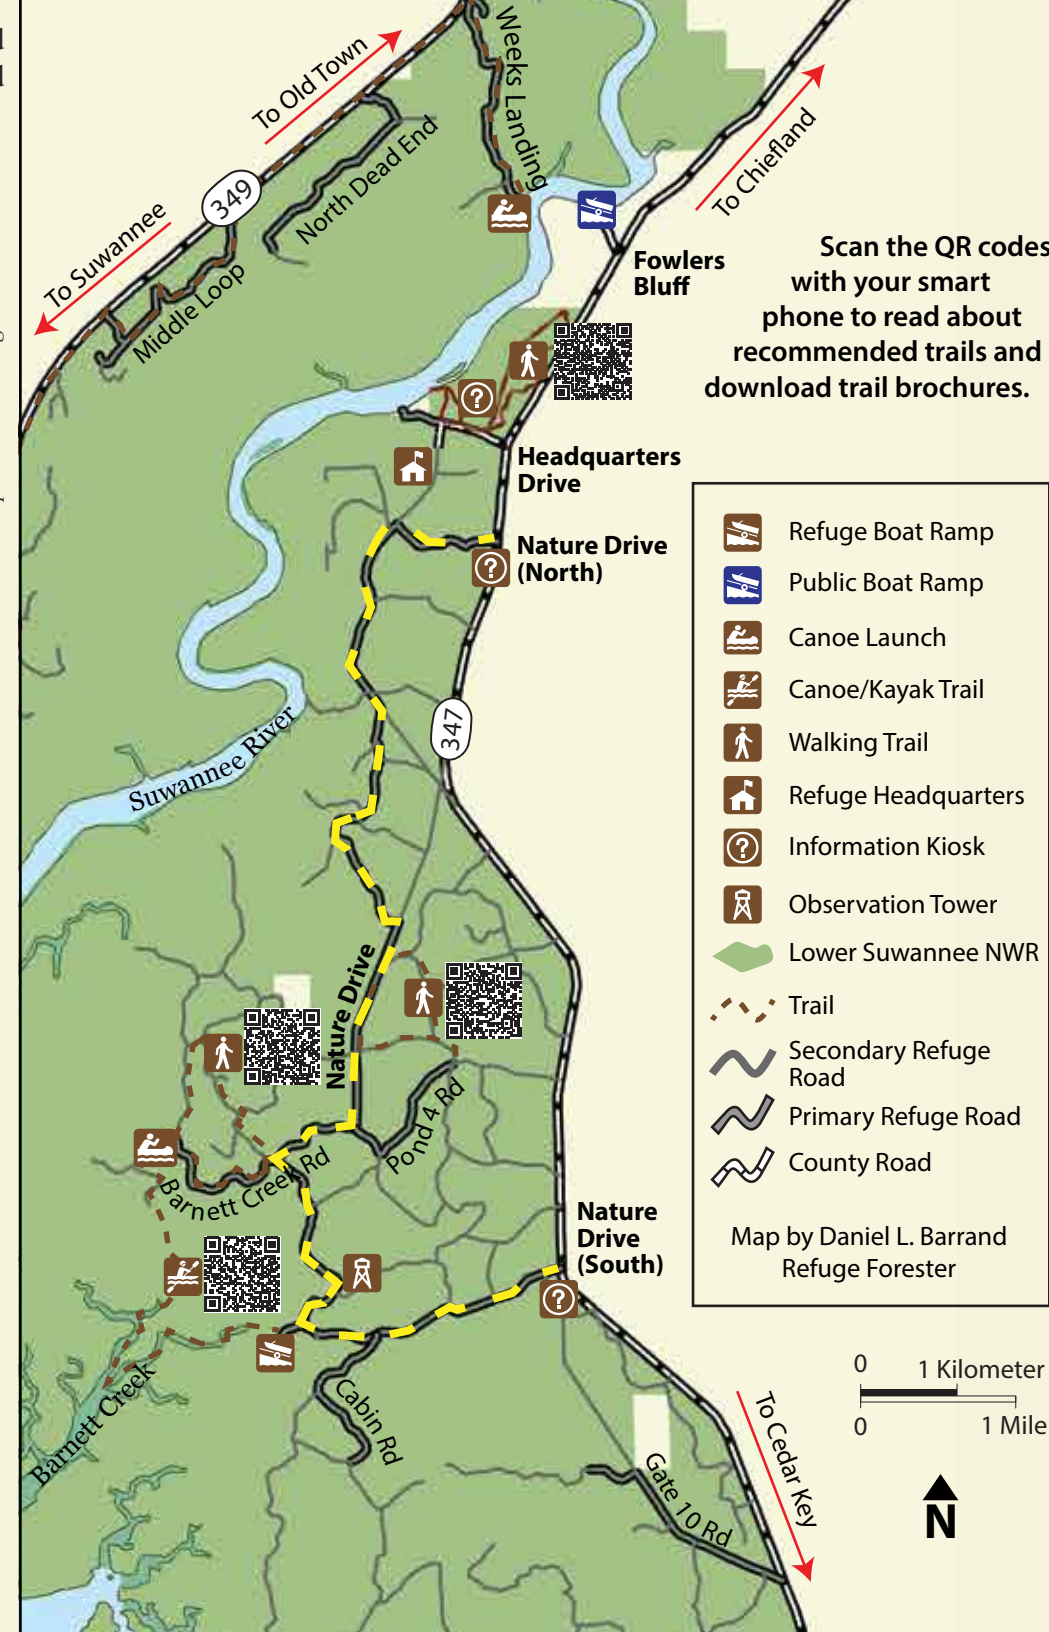 To Old Town
Weeks Landing
To Chiefland
North Dead End
349
To Suwannee
Middle Loop
Fowlers
Bluff
Scan the QR codes
with your smart
phone to read about
recommended trails and
download trail brochures.
?
Headquarters
Drive
Nature Drive
(North)
?
347
Suwannee River
Refuge Boat Ramp
Public Boat Ramp
Canoe Launch
Canoe/Kayak Trail
Walking Trail
Refuge Headquarters
? Information Kiosk
Observation Tower
Lower Suwannee NWR
Trail
Secondary Refuge
Road
Primary Refuge Road
County Road
Map by Daniel L. Barrand
Refuge Forester
Nature Drive
Pond 4 Rd
Barnett Creek Rd
Nature
Drive
(South)
?
Barnett Creek
Cabin Rd
Gate 10 Rd
To Cedar Key
0 1 Kilometer
0 1 Mile
N